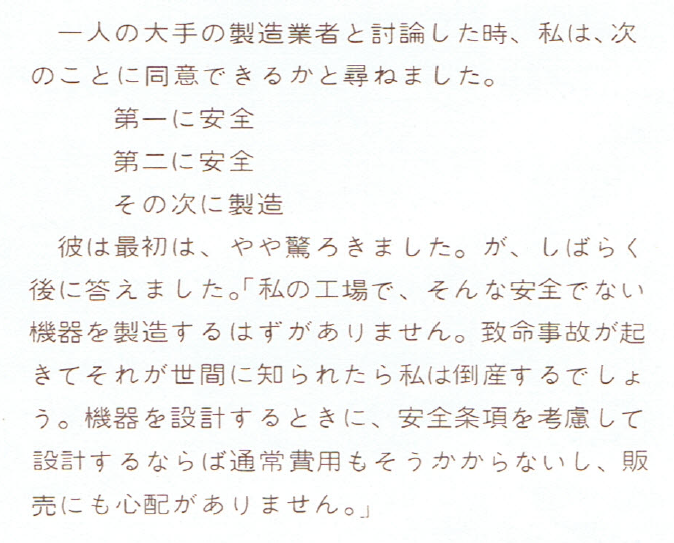 一人の大手の製造業者と討論した時、私は、次
のことに同意できるかと尋ねました。
第一に安全
第二に安全
その次に製造
彼は最初は、やや驚ろきました。が、しばらく
後に答えました。「私の工場で、そんな安全でない
機器を製造するはずがありません。致命事故が起
きてそれが世間に知られたら私は倒産するでしょ
う。機器を設計するときに、安全条項を考慮して
設計するならば通常費用もそうかからないし、販
売にも心配がありません。」